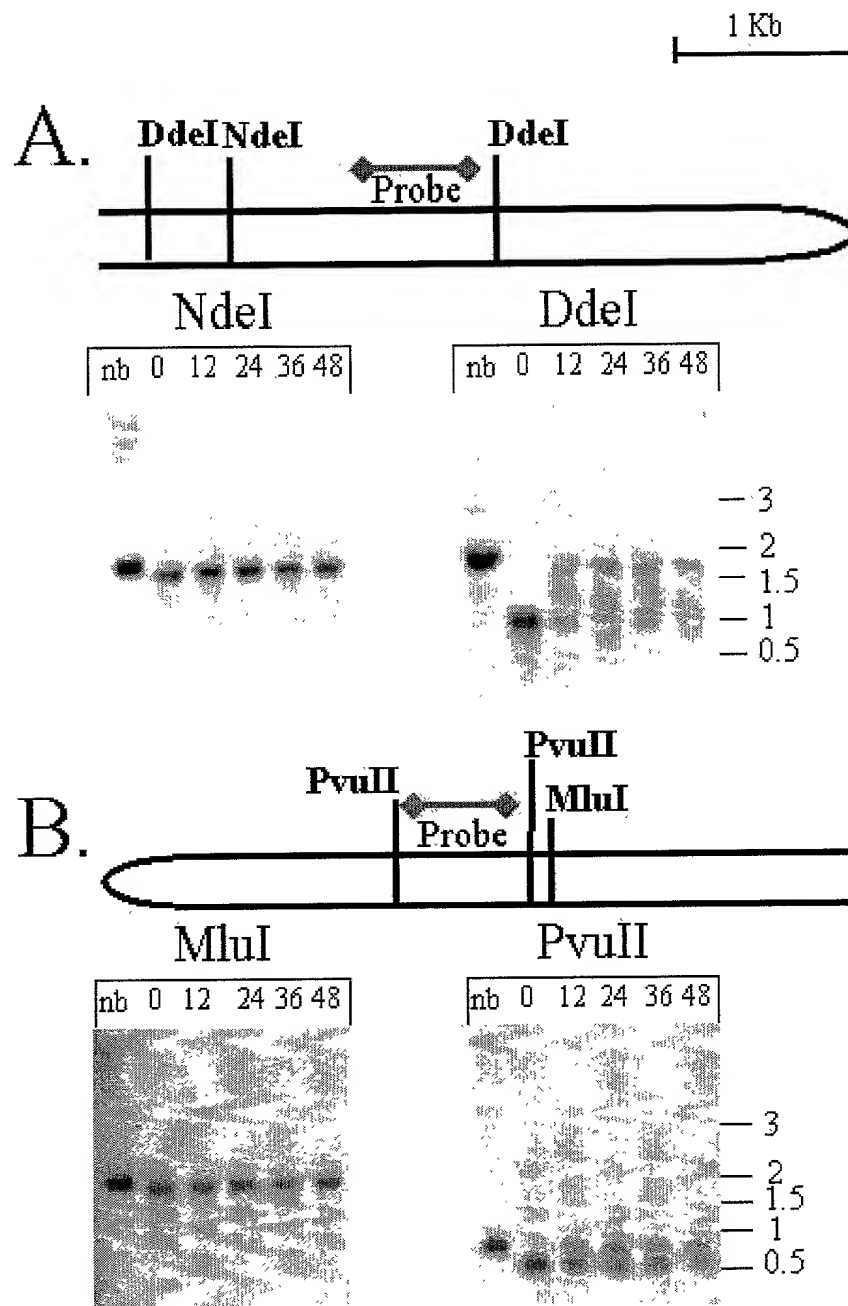 1 Kb
A.
DdeI NdeI DdeI
Probe
NdeI DdeI
nb 0 12 24 36 48 nb 0 12 24 36 48
3
2
1.5
1
0.5
PvuII
PvuII
MluI
B.
Probe
MluI PvuII
nb 0 12 24 36 48 nb 0 12 24 36 48
3
2
1.5
1
0.5